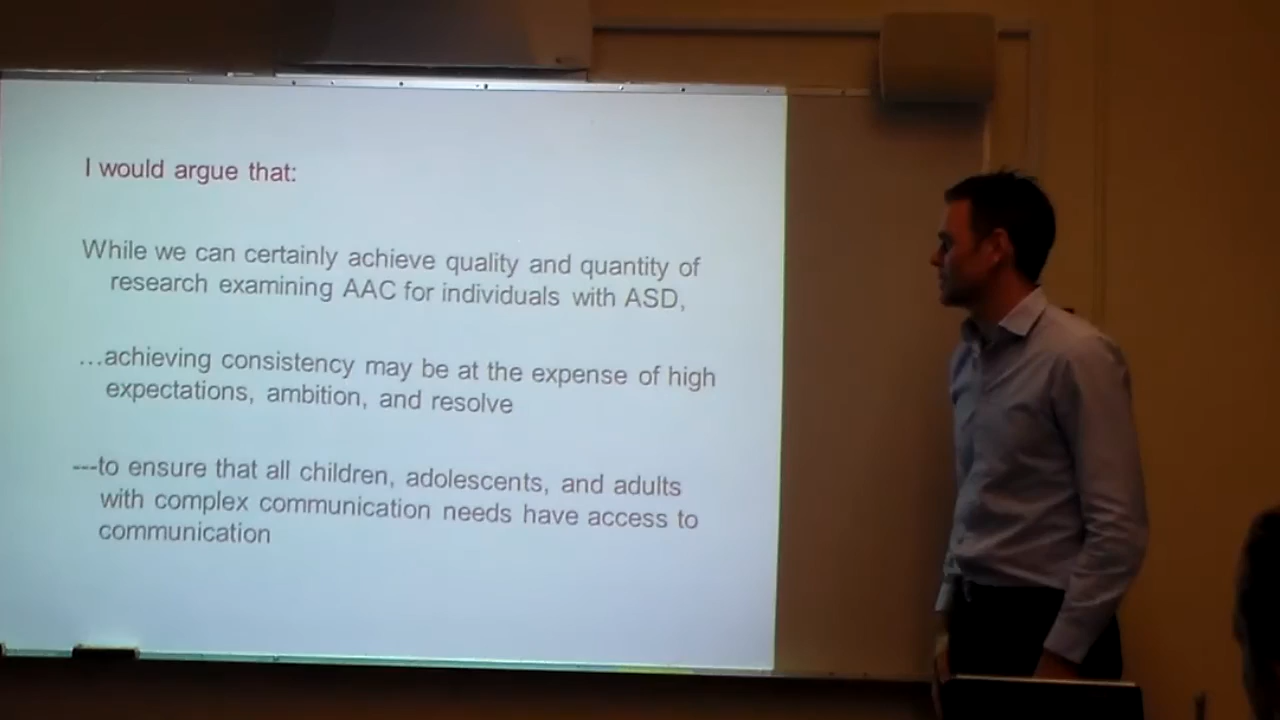 I would argue that:
While we can certainly achieve quality and quantity of
research examining AAC for individuals with ASD,
…achieving consistency may be at the expense of high
expectations, ambition, and resolve
---to ensure that all children, adolescents, and adults
with complex communication needs have access to
communication